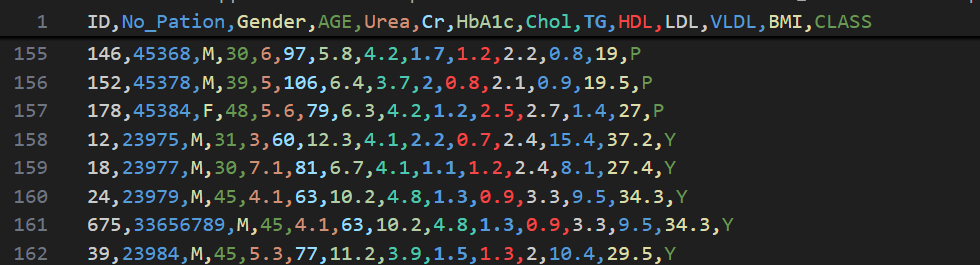 1 ID,No_Pation,Gender,AGE,Urea,Cr,HbA1c,Chol,TG,HDL,LDL,VLDL,BMI,CLASS
155 146,45368,M,30,6,97,5.8,4.2,1.7,1.2,2.2,0.8,19,P
156 152,45378,M,39,5,106,6.4,3.7,2,0.8,2.1,0.9,19.5,P
157 178,45384,F,48,5.6,79,6.3,4.2,1.2,2.5,2.7,1.4,27,P
158 12,23975,M,31,3,60,12.3,4.1,2.2,0.7,2.4,15.4,37.2,Y
159 18,23977,M,30,7.1,81,6.7,4.1,1.1,1.2,2.4,8.1,27.4,Y
160 24,23979,M,45,4.1,63,10.2,4.8,1.3,0.9,3.3,9.5,34.3,Y
161 675,33656789,M,45,4.1,63,10.2,4.8,1.3,0.9,3.3,9.5,34.3,Y
162 39,23984,M,45,5.3,77,11.2,3.9,1.5,1.3,2,10.4,29.5,Y